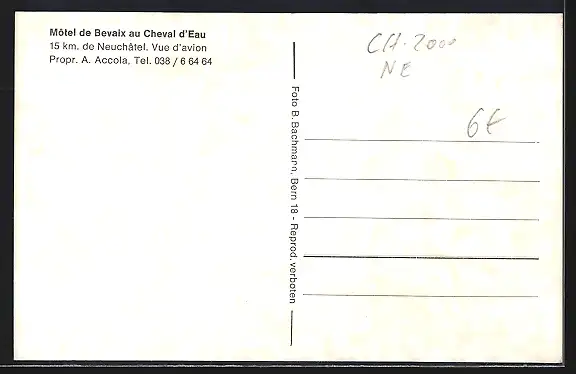 Môtel de Bevaix au Cheval d'Eau
15 km. de Neuchâtel. Vue d'avion
Propr. A. Accola, Tel. 038 / 6 64 64
Foto B. Bachmann, Bern 18 - Reprod. verboten
CH-2000
NE
6€